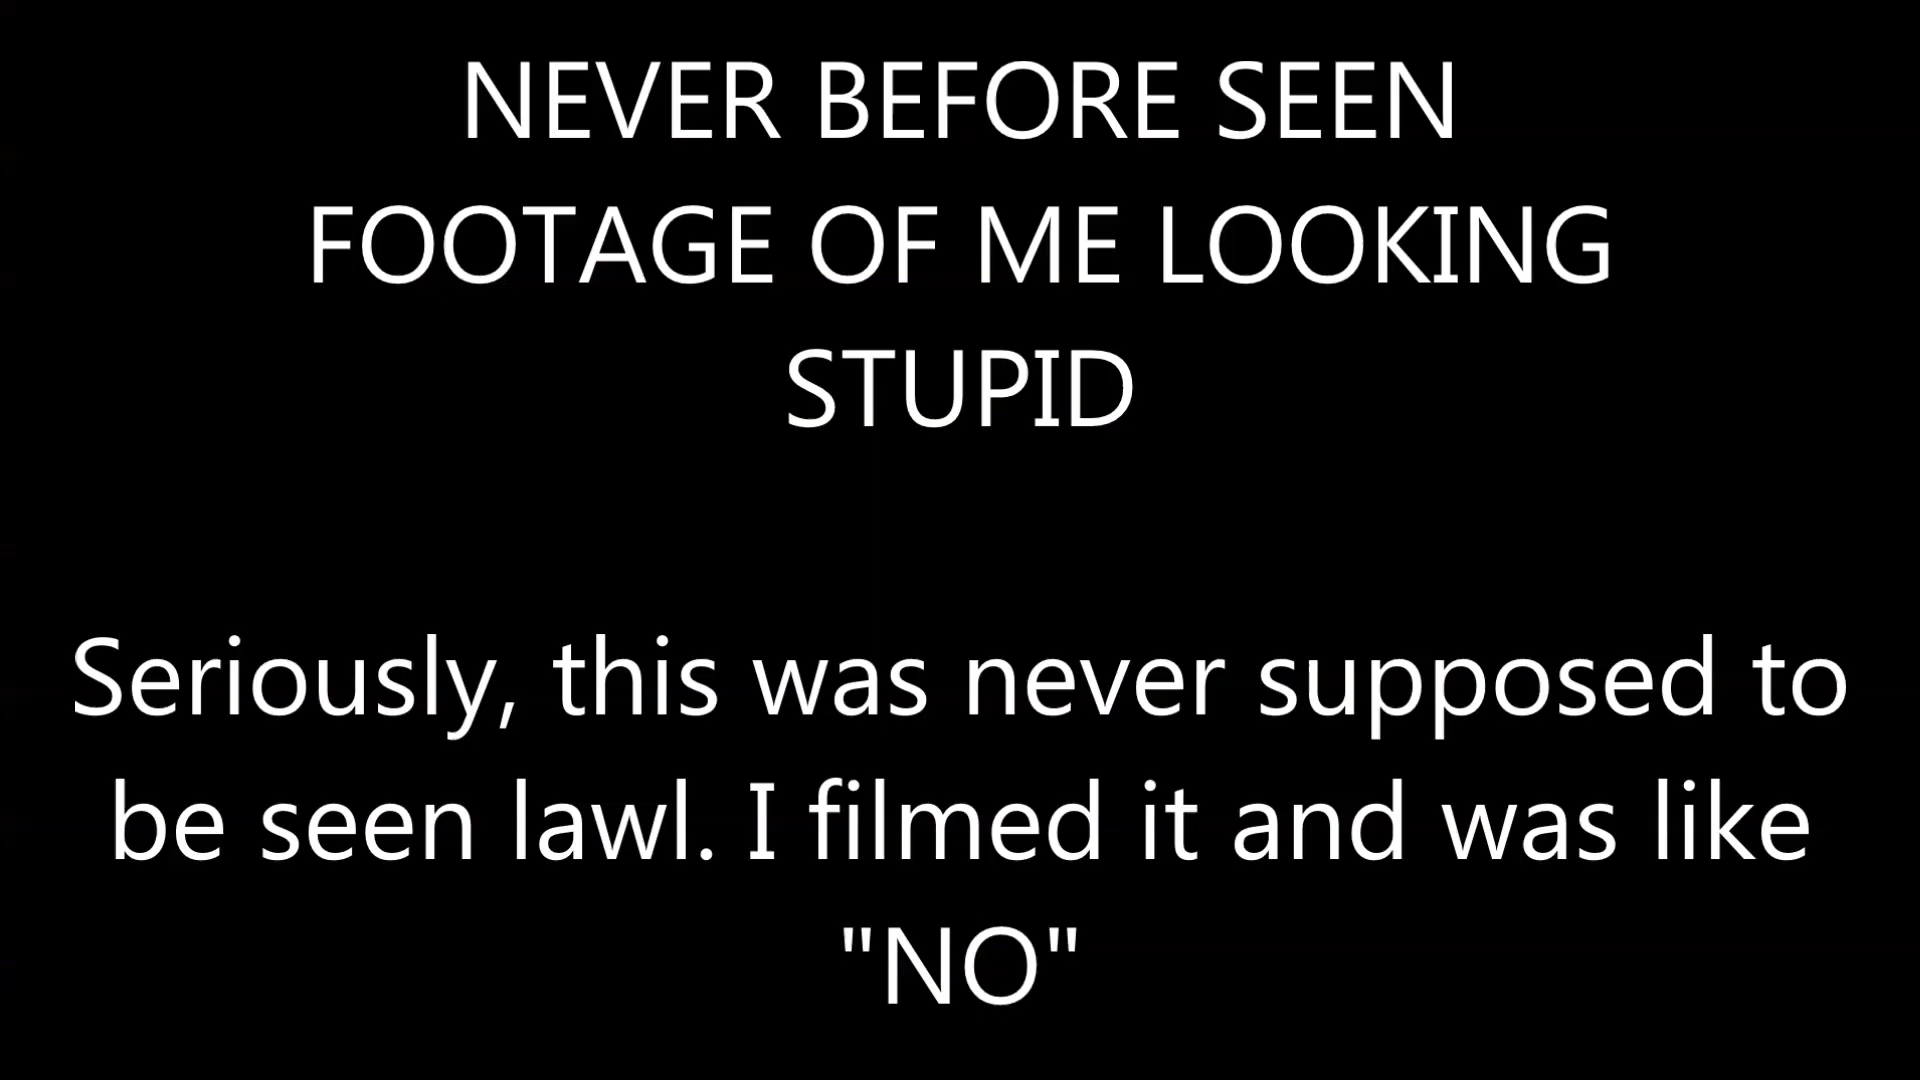 NEVER BEFORE SEEN
FOOTAGE OF ME LOOKING
STUPID
Seriously, this was never supposed to
be seen lawl. I filmed it and was like
"NO"